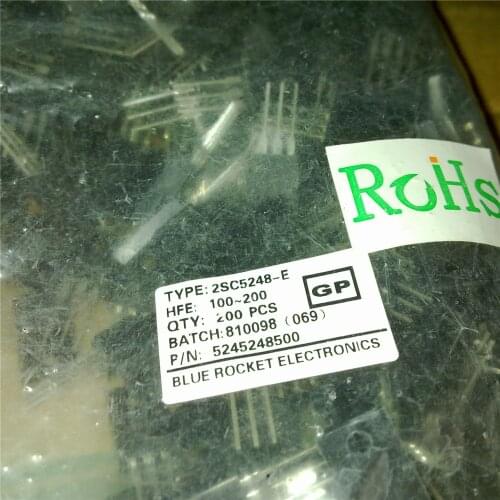 RoHs
TYPE: 2SC5248-E
HFE: 100~200
QTY: 200 PCS
BATCH: 810098 (069)
P/N: 5245248500
GP
BLUE ROCKET ELECTRONICS